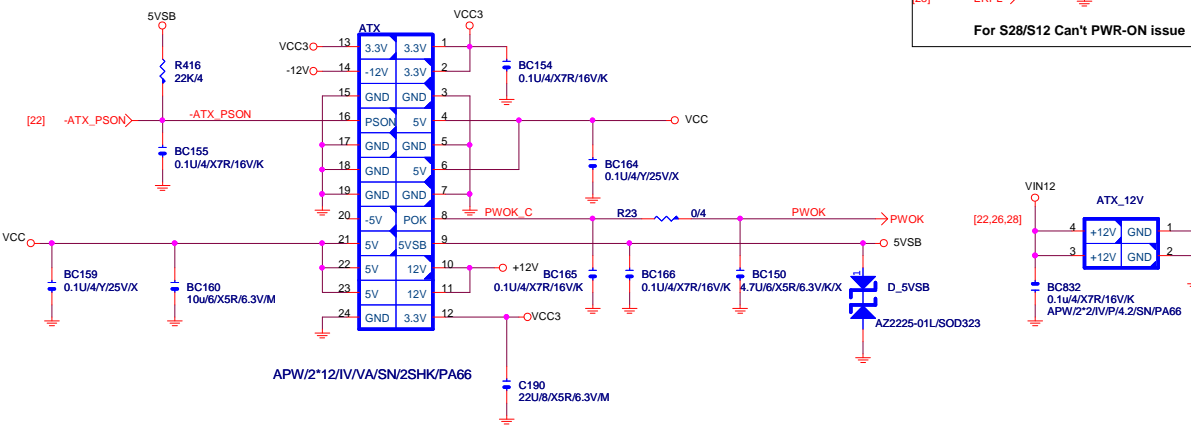 For S28/S12 Can't PWR-ON issue
5VSB
R416
22K/4
[22] -ATX_PSON
-ATX_PSON
BC155
0.1U/4/X7R/16V/K
ATX
VCC3
VCC3
-12V
13 3.3V 3.3V 1
14 -12V 3.3V 2
15 GND GND 3
16 PSON 5V 4
17 GND GND 5
18 GND 5V 6
19 GND GND 7
20 -5V POK 8
21 5V 5VSB 9
22 5V 12V 10
23 5V 12V 11
24 GND 3.3V 12
BC154
0.1U/4/X7R/16V/K
VCC
BC164
0.1U/4/Y/25V/X
PWOK_C
R23 0/4
PWOK
PWOK
[22,26,28]
5VSB
+12V
BC165
0.1U/4/X7R/16V/K
BC166
0.1U/4/X7R/16V/K
BC150
4.7U/6/X5R/6.3V/K/X
1
D_5VSB
AZ2225-01L/SOD323
VCC
BC159
0.1U/4/Y/25V/X
BC160
10u/6/X5R/6.3V/M
VCC3
C190
22U/8/X5R/6.3V/M
APW/2*12/IV/VA/SN/2SHK/PA66
VIN12
ATX_12V
4 +12V GND 1
3 +12V GND 2
BC832
0.1u/4/X7R/16V/K
APW/2*2/IV/P/4.2/SN/PA66